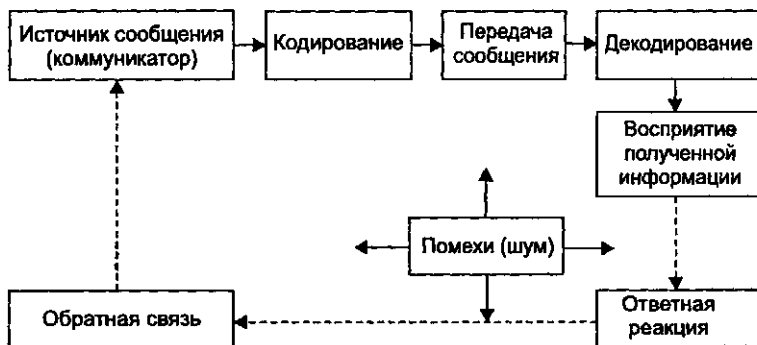 Источник сообщения
(коммуникатор)
Кодирование
Передача
сообщения
Декодирование
Восприятие
полученной
информации
Помехи (шум)
Обратная связь
Ответная
реакция